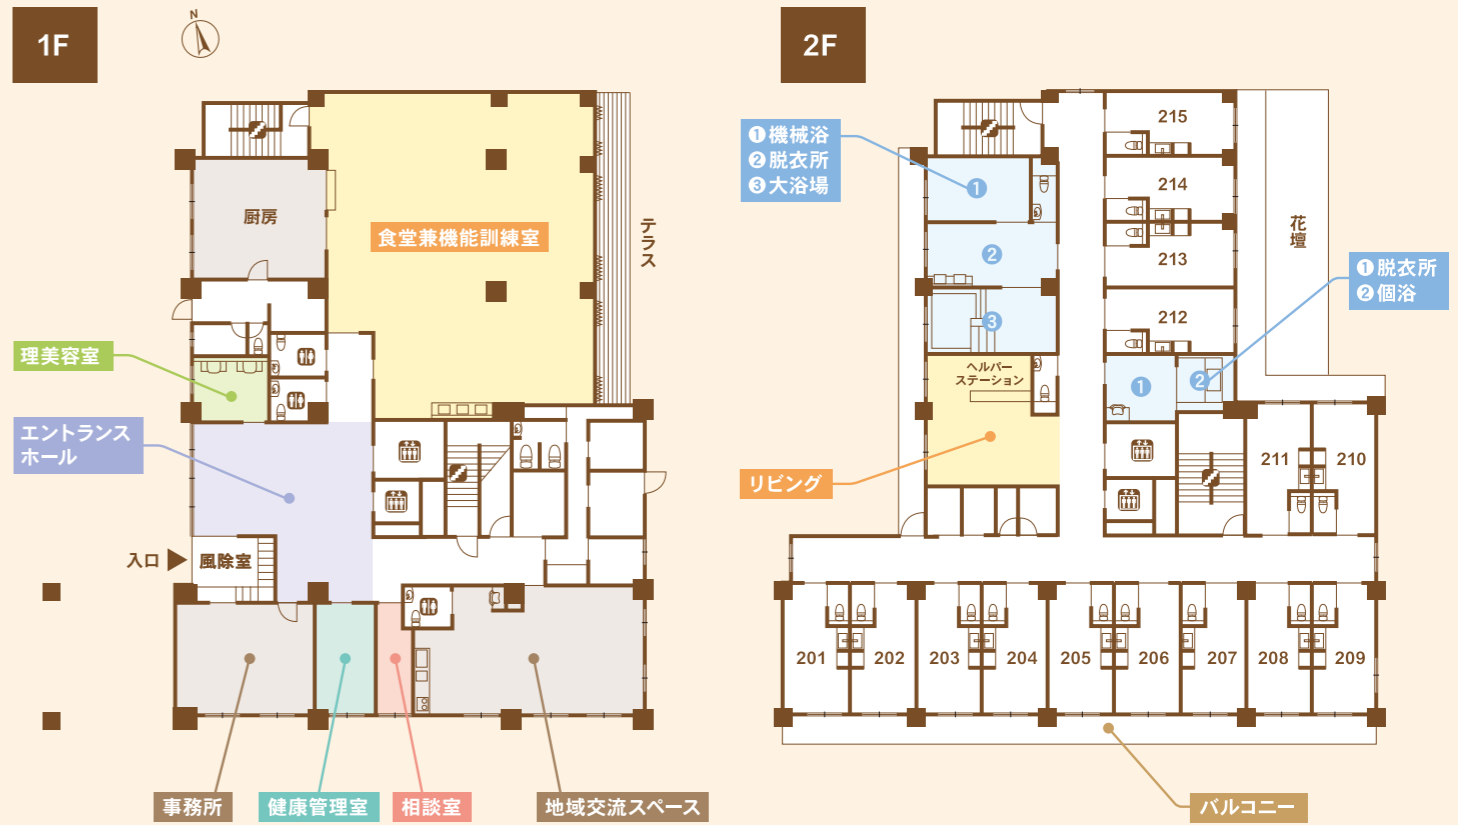 1F
N
厨房
食堂兼機能訓練室
テラス
理美容室
エントランス
ホール
入口
風除室
事務所
健康管理室
相談室
地域交流スペース
2F
❶機械浴
❷脱衣所
❸大浴場
❶
❷
❸
ヘルパー
ステーション
リビング
215
214
213
212
花壇
❶脱衣所
❷個浴
❶
❷
211
210
201
202
203
204
205
206
207
208
209
バルコニー